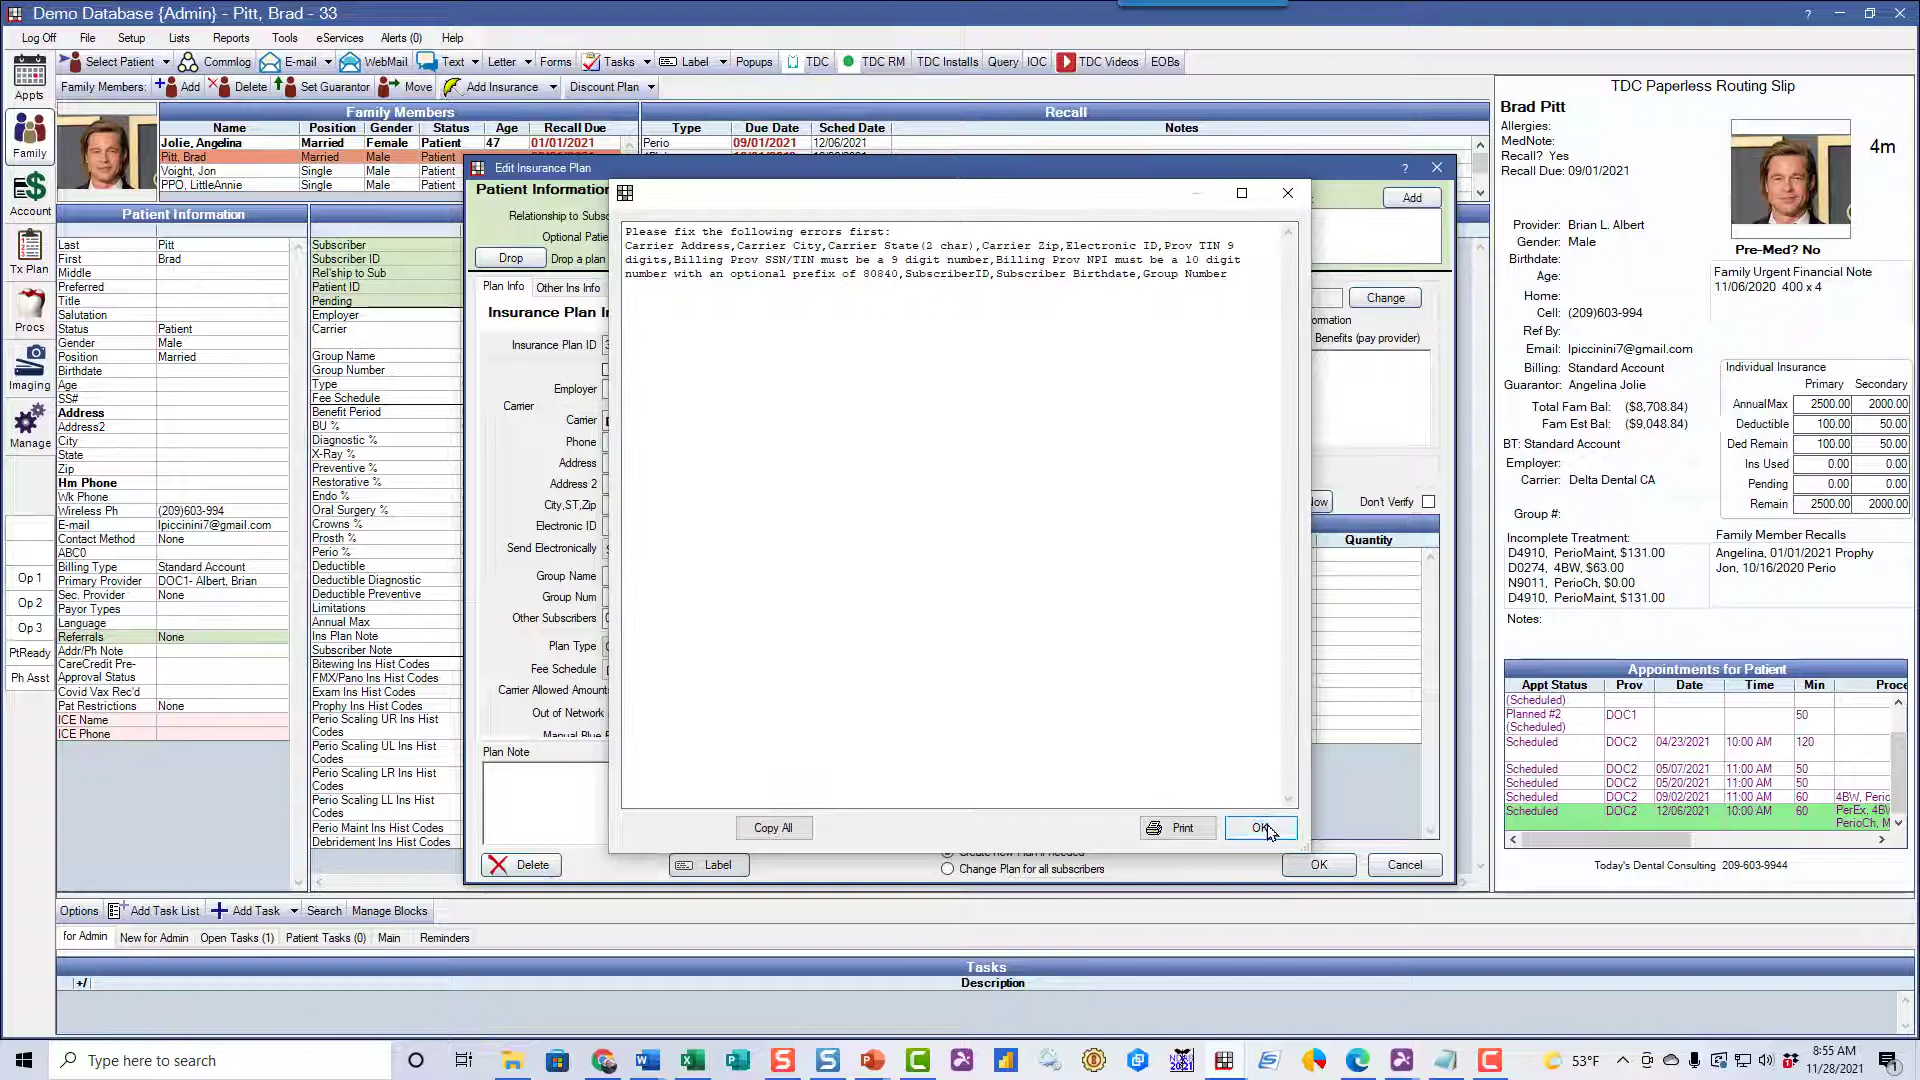 Demo Database {Admin} - Pitt, Brad - 33
Log Off File Setup Lists Reports Tools eServices Alerts (0) Help
Select Patient Commlog E-mail WebMail Text Letter Forms Tasks Label Popups TDC TDC RM TDC Installs Query IOC TDC Videos EOBs
Family Members: Add Delete Set Guarantor Move Add Insurance Discount Plan
Appts
Family
Account
Tx Plan
Procs
Imaging
Manage
Op 1
Op 2
Op 3
PtReady
Ph Asst
Family Members
Name Position Gender Status Age Recall Due
Jolie, Angelina Married Female Patient 47 01/01/2021
Pitt, Brad Married Male Patient
Voight, Jon Single Male Patient
PPO, LittleAnnie Single Male Patient
Recall
Type Due Date Sched Date Notes
Perio 09/01/2021 12/06/2021
Patient Information
Last Pitt
First Brad
Middle
Preferred
Title
Salutation
Status Patient
Gender Male
Position Married
Birthdate
Age
SS#
Address
Address2
City
State
Zip
Hm Phone
Wk Phone
Wireless Ph (209)603-994
E-mail lpiccinini7@gmail.com
Contact Method None
ABC0
Billing Type Standard Account
Primary Provider DOC1- Albert, Brian
Sec. Provider None
Payor Types
Language
Referrals None
Addr/Ph Note
CareCredit Pre-
Approval Status
Covid Vax Rec'd
Pat Restrictions None
ICE Name
ICE Phone
Subscriber
Subscriber ID
Rel'ship to Sub
Patient ID
Pending
Employer
Carrier
Group Name
Group Number
Type
Fee Schedule
Benefit Period
BU %
Diagnostic %
X-Ray %
Preventive %
Restorative %
Endo %
Oral Surgery %
Crowns %
Prosth %
Perio %
Deductible
Deductible Diagnostic
Deductible Preventive
Limitations
Annual Max
Ins Plan Note
Subscriber Note
Bitewing Ins Hist Codes
FMX/Pano Ins Hist Codes
Exam Ins Hist Codes
Prophy Ins Hist Codes
Perio Scaling UR Ins Hist
Codes
Perio Scaling UL Ins Hist
Codes
Perio Scaling LR Ins Hist
Codes
Perio Scaling LL Ins Hist
Codes
Perio Maint Ins Hist Codes
Debridement Ins Hist Codes
Edit Insurance Plan
Patient Information
Relationship to Subsc
Optional Patie
Drop Drop a plan
Plan Info Other Ins Info
Insurance Plan I
Insurance Plan ID
Employer
Carrier
Carrier
Phone
Address
Address 2
City,ST,Zip
Electronic ID
Send Electronically
Group Name
Group Num
Other Subscribers
Plan Type
Fee Schedule
Carrier Allowed Amounts
Out of Network
Manual Blue
Plan Note
Delete Label
Create new Plan if needed
Change Plan for all subscribers
OK Cancel
Add
Change
ormation
Benefits (pay provider)
Now Don't Verify
Quantity
Please fix the following errors first:
Carrier Address,Carrier City,Carrier State(2 char),Carrier Zip,Electronic ID,Prov TIN 9
digits,Billing Prov SSN/TIN must be a 9 digit number,Billing Prov NPI must be a 10 digit
number with an optional prefix of 80840,SubscriberID,Subscriber Birthdate,Group Number
Copy All Print OK
TDC Paperless Routing Slip
Brad Pitt
Allergies:
MedNote:
Recall? Yes
Recall Due: 09/01/2021
4m
Pre-Med? No
Provider: Brian L. Albert
Gender: Male
Birthdate:
Age:
Home:
Cell: (209)603-994
Ref By:
Email: lpiccinini7@gmail.com
Billing: Standard Account
Guarantor: Angelina Jolie
Total Fam Bal: ($8,708.84)
Fam Est Bal: ($9,048.84)
BT: Standard Account
Employer:
Carrier: Delta Dental CA
Group #:
Family Urgent Financial Note
11/06/2020 400 x 4
Individual Insurance
Primary Secondary
AnnualMax 2500.00 2000.00
Deductible 100.00 50.00
Ded Remain 100.00 50.00
Ins Used 0.00 0.00
Pending 0.00 0.00
Remain 2500.00 2000.00
Incomplete Treatment:
D4910, PerioMaint, $131.00
D0274, 4BW, $63.00
N9011, PerioCh, $0.00
D4910, PerioMaint, $131.00
Notes:
Family Member Recalls
Angelina, 01/01/2021 Prophy
Jon, 10/16/2020 Perio
Appointments for Patient
Appt Status Prov Date Time Min Proce
(Scheduled)
Planned #2 DOC1 50
(Scheduled)
Scheduled DOC2 04/23/2021 10:00 AM 120
Scheduled DOC2 05/07/2021 11:00 AM 50
Scheduled DOC2 05/20/2021 11:00 AM 50
Scheduled DOC2 09/02/2021 11:00 AM 60 4BW, Perio
Scheduled DOC2 12/06/2021 10:00 AM 60 PerEx, 4B
PerioCh, M
Today's Dental Consulting 209-603-9944
Options Add Task List Add Task Search Manage Blocks
for Admin New for Admin Open Tasks (1) Patient Tasks (0) Main Reminders
Tasks
+/ Description
Type here to search
53°F
8:55 AM
11/28/2021